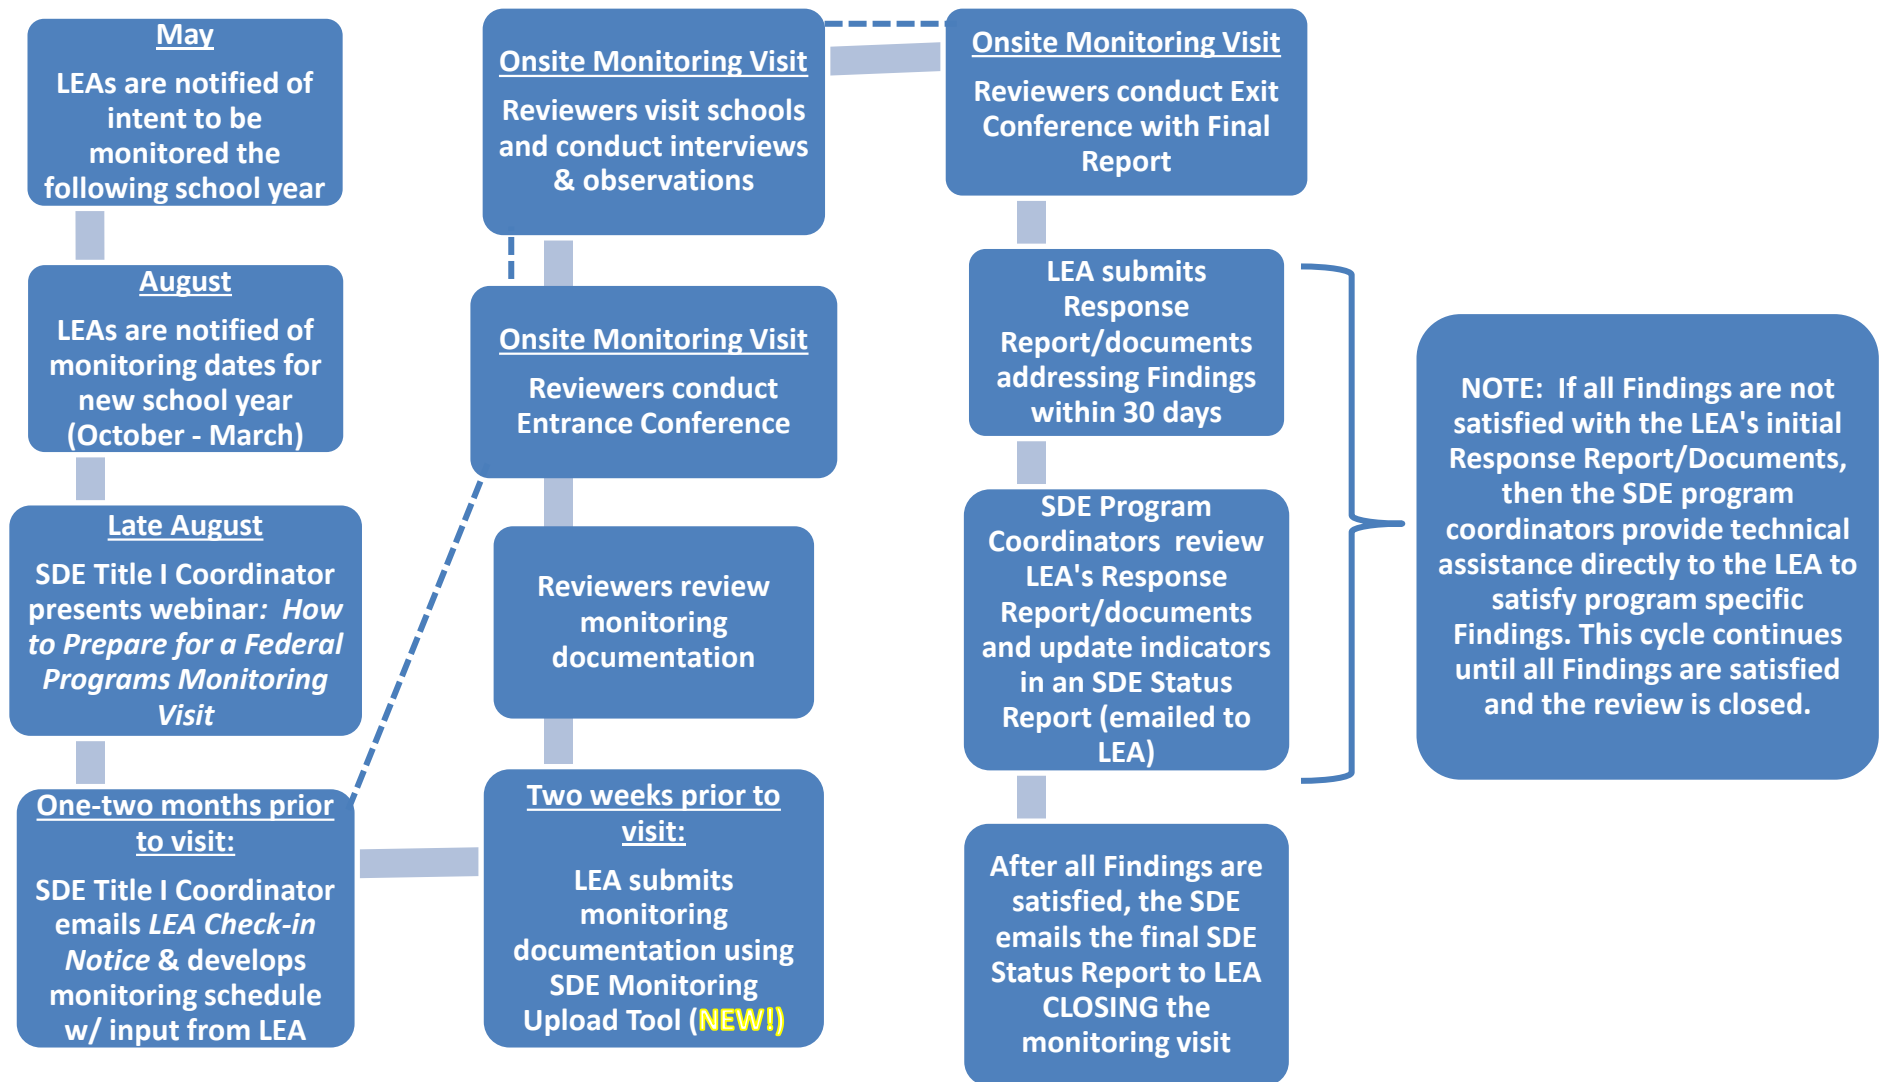 May
LEAs are notified of
intent to be
monitored the
following school year
August
LEAs are notified of
monitoring dates for
new school year
(October - March)
Late August
SDE Title I Coordinator
presents webinar:  How
to Prepare for a Federal
Programs Monitoring
Visit
One-two months prior
to visit:
SDE Title I Coordinator
emails LEA Check-in
Notice & develops
monitoring schedule
w/ input from LEA
Two weeks prior to
visit:
LEA submits
monitoring
documentation using
SDE Monitoring
Upload Tool (NEW!)
Reviewers review
monitoring
documentation
Onsite Monitoring Visit
Reviewers conduct
Entrance Conference
Onsite Monitoring Visit
Reviewers visit schools
and conduct interviews
& observations
Onsite Monitoring Visit
Reviewers conduct Exit
Conference with Final
Report
LEA submits
Response
Report/documents
addressing Findings
within 30 days
SDE Program
Coordinators  review
LEA's Response
Report/documents
and update indicators
in an SDE Status
Report (emailed to
LEA)
After all Findings are
satisfied, the SDE
emails the final SDE
Status Report to LEA
CLOSING the
monitoring visit
NOTE:  If all Findings are not
satisfied with the LEA's initial
Response Report/Documents,
then the SDE program
coordinators provide technical
assistance directly to the LEA to
satisfy program specific
Findings. This cycle continues
until all Findings are satisfied
and the review is closed.